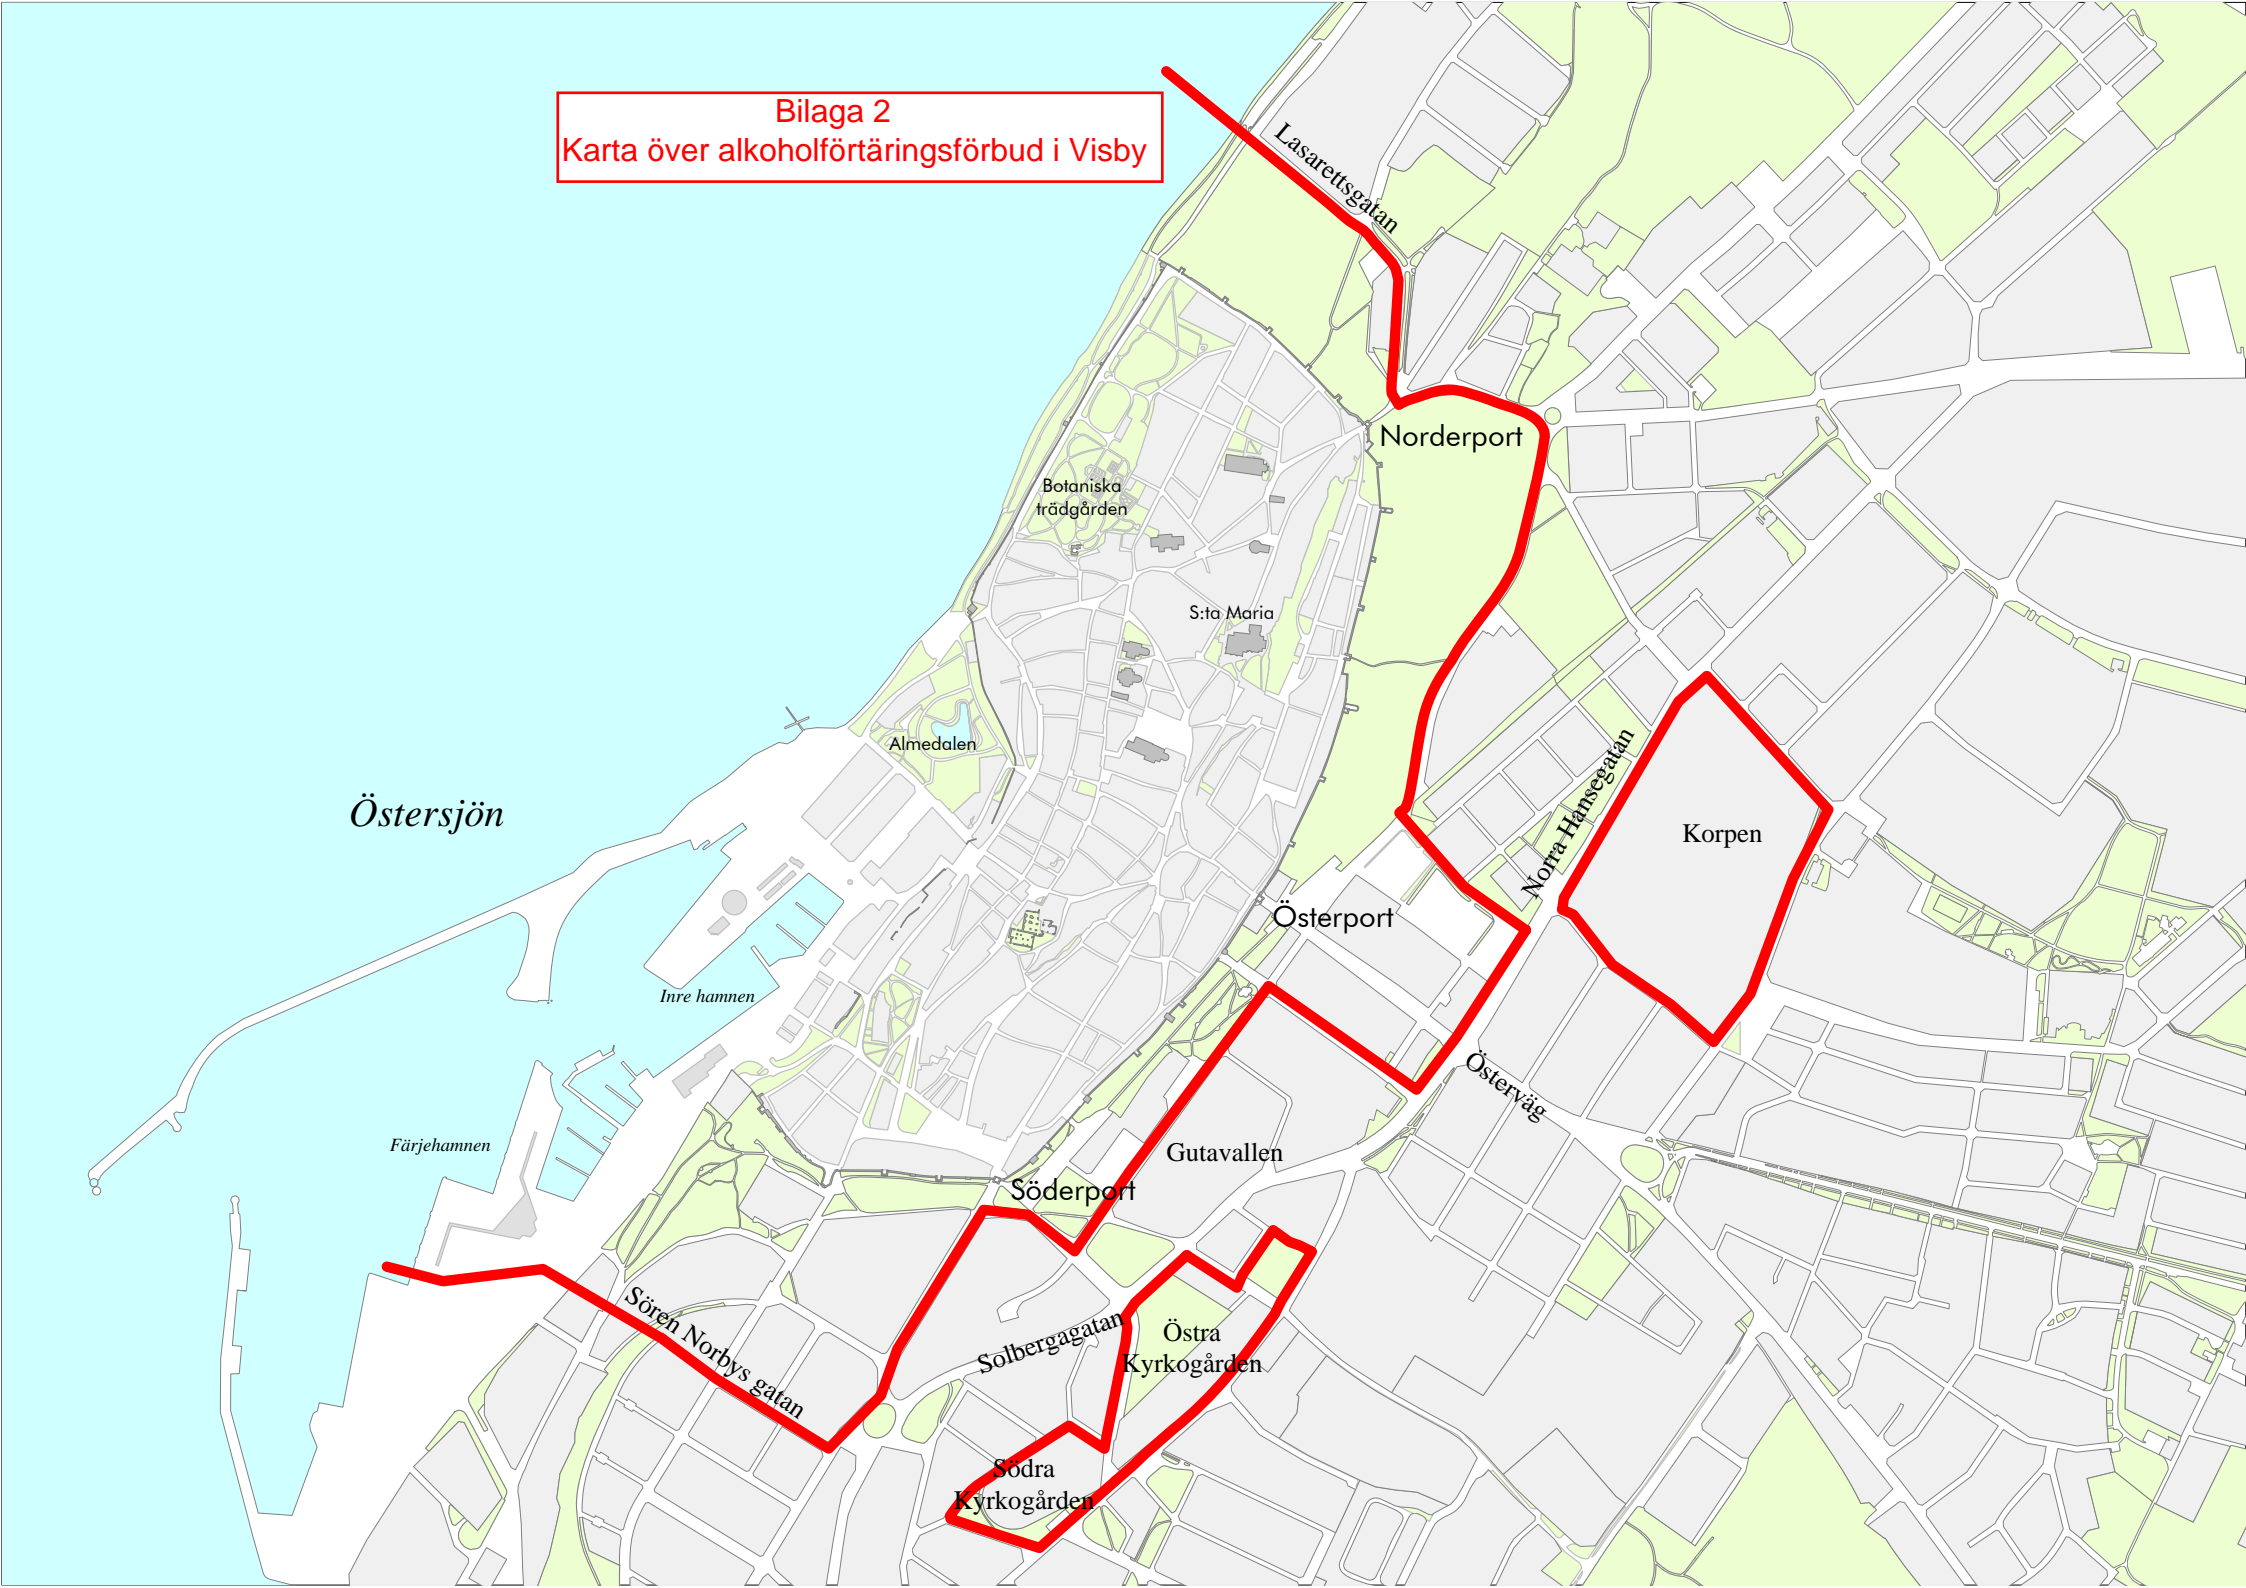 Bilaga 2
Karta över alkoholförtäringsförbud i Visby
Lasarettsgatan
Norderport
Botaniska
trädgården
S:ta Maria
Almedalen
Norra Hansegatan
Östersjön
Korpen
Österport
Inre hamnen
Österväg
Färjehamnen
Gutavallen
Söderport
Sören Norbys gatan
Solbergagatan
Östra
Kyrkogården
Södra
Kyrkogården